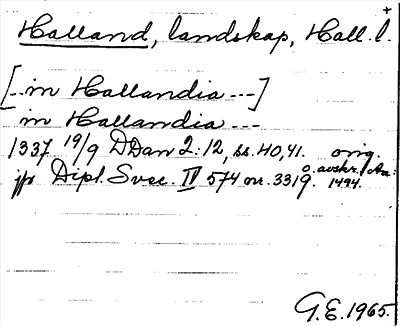 +
Halland, landskap, Hall. l.
[--in Hallandia ---]
in Hallandia ---
1337 19/9 DDan 2:12, ss. 40, 41. orig.
jfr Dipl. Svec. IV 574 nr. 3319. o. avskr.
1494.
G.E. 1965.